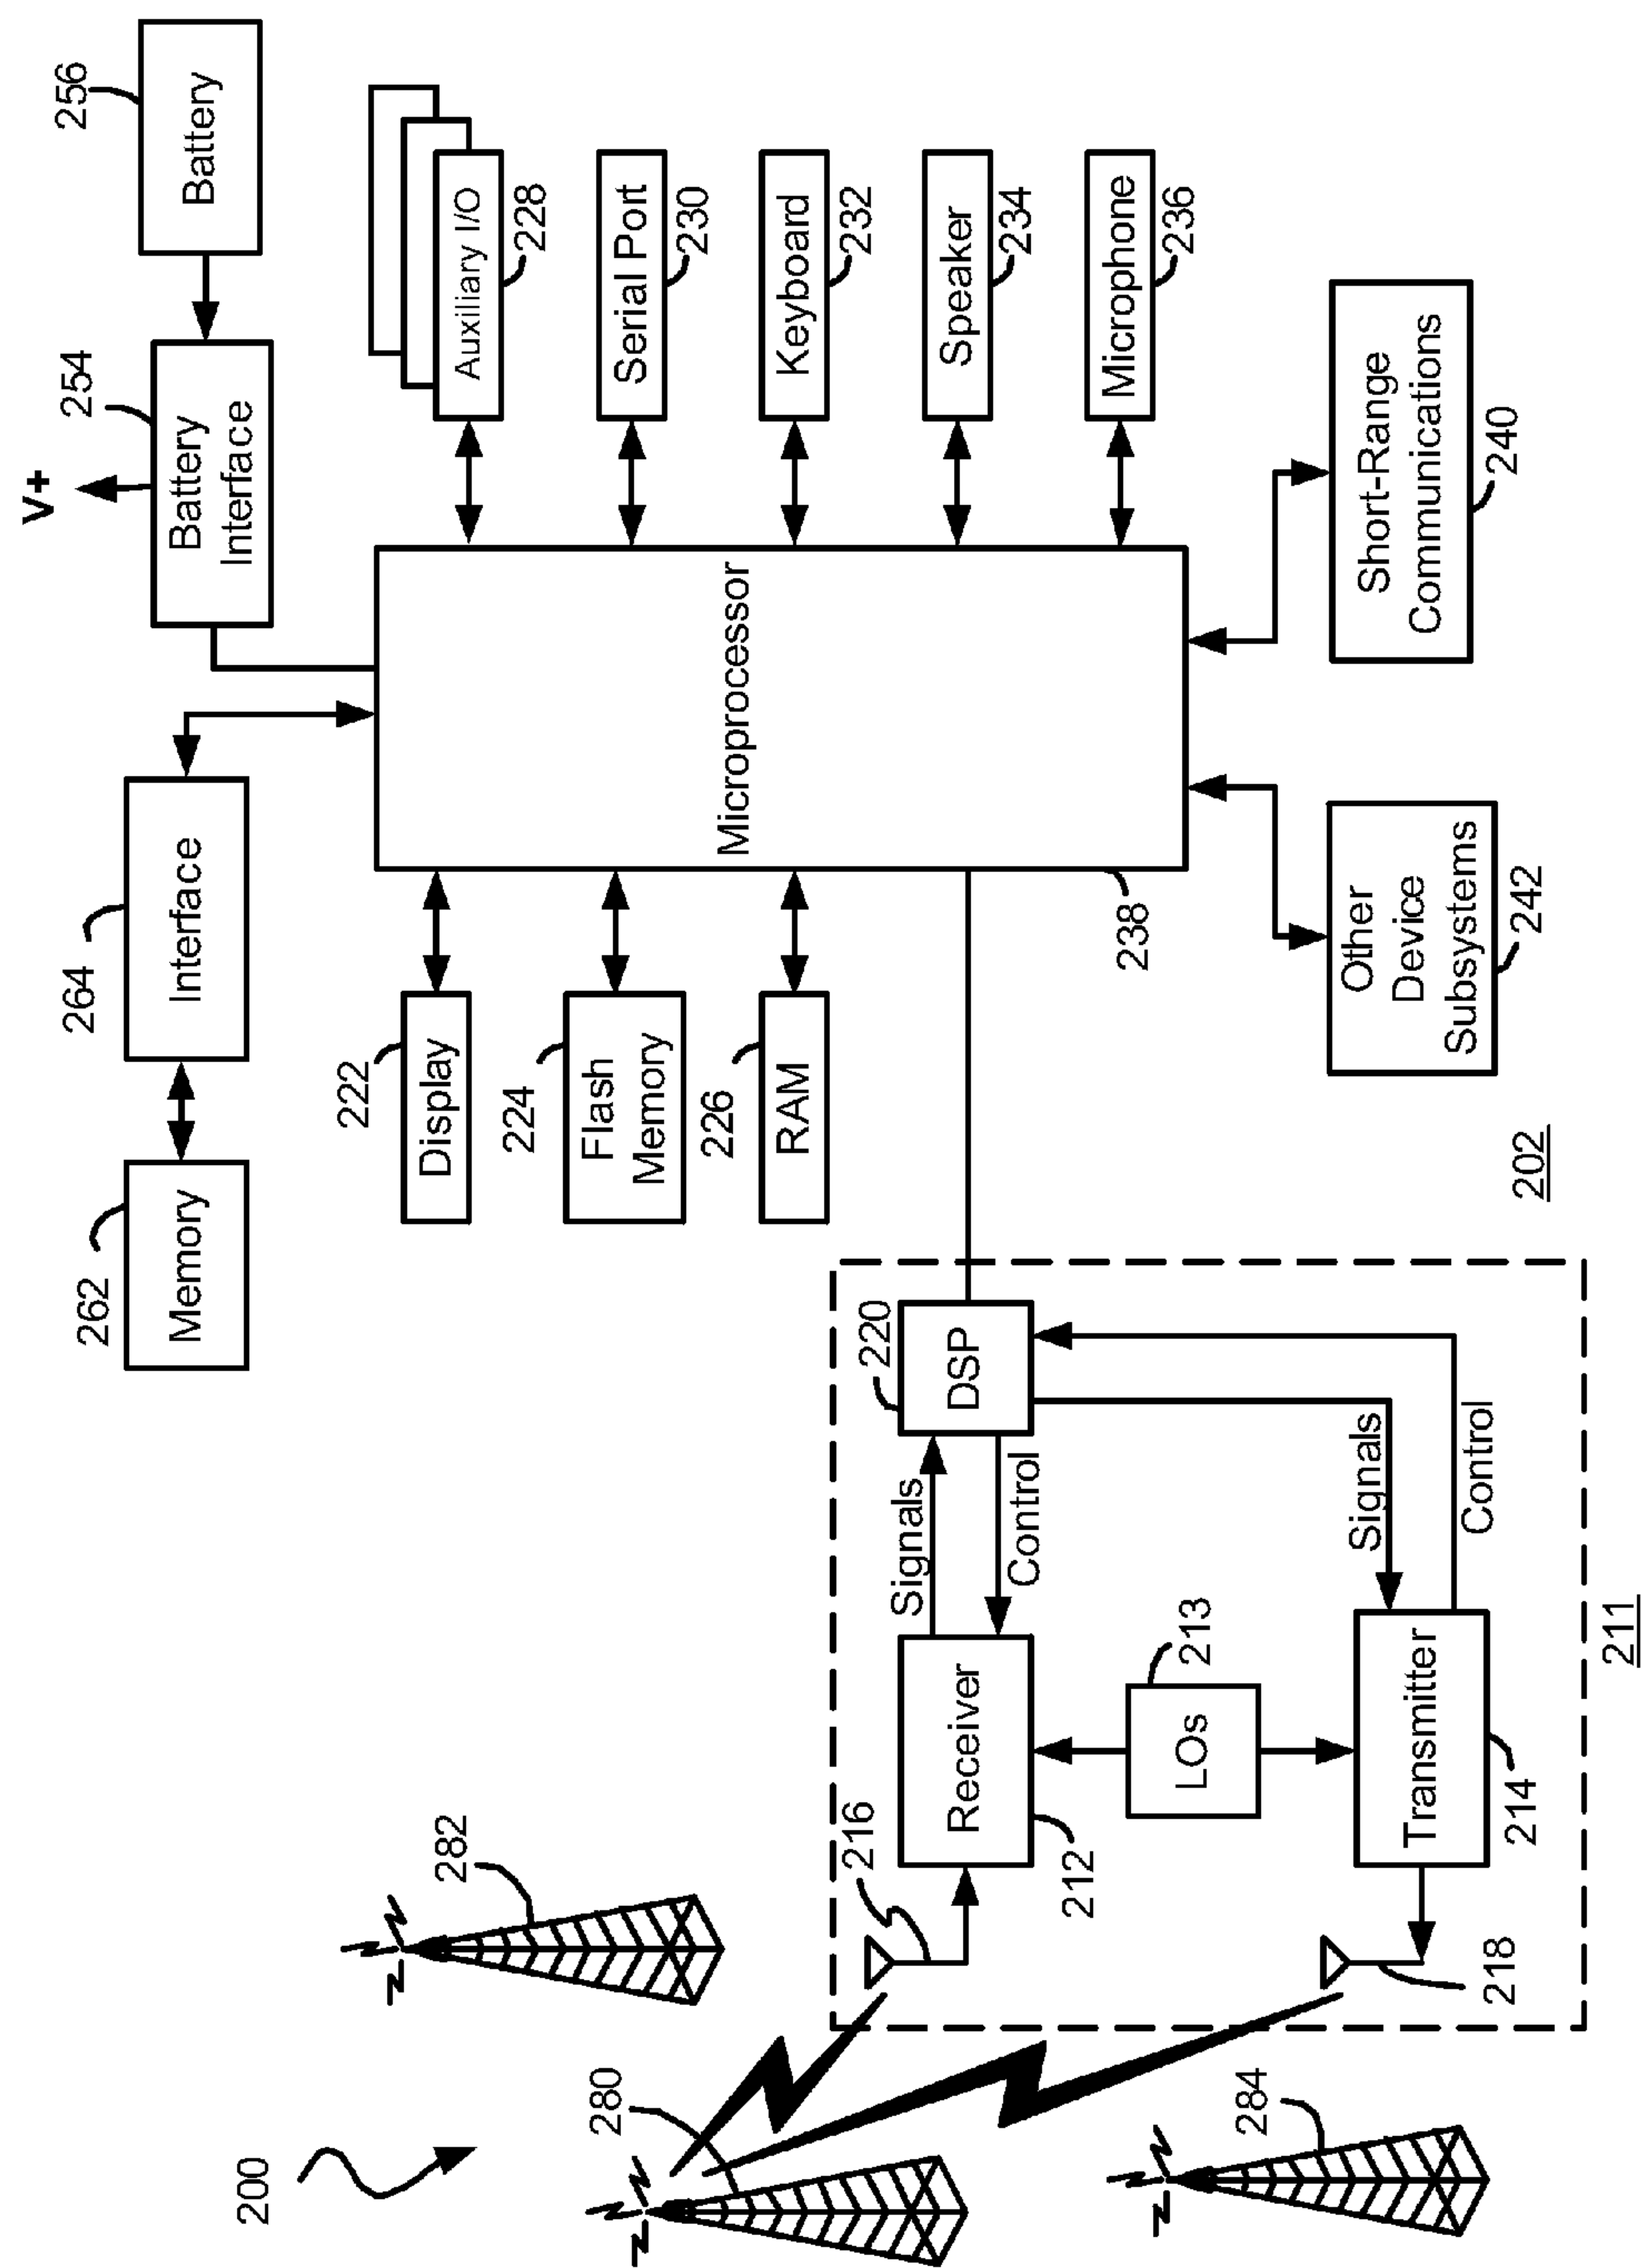 200
282
280
284
262
Memory
264
Interface
V+
254
Battery
Interface
256
Battery
222
Display
224
Flash
Memory
226
RAM
Microprocessor
238
Auxiliary I/O
228
Serial Port
230
Keyboard
232
Speaker
234
Microphone
236
216
Receiver
212
Signals
Control
220
DSP
LOs
213
Transmitter
214
218
Signals
Control
211
202
Other
Device
Subsystems
242
Short-Range
Communications
240